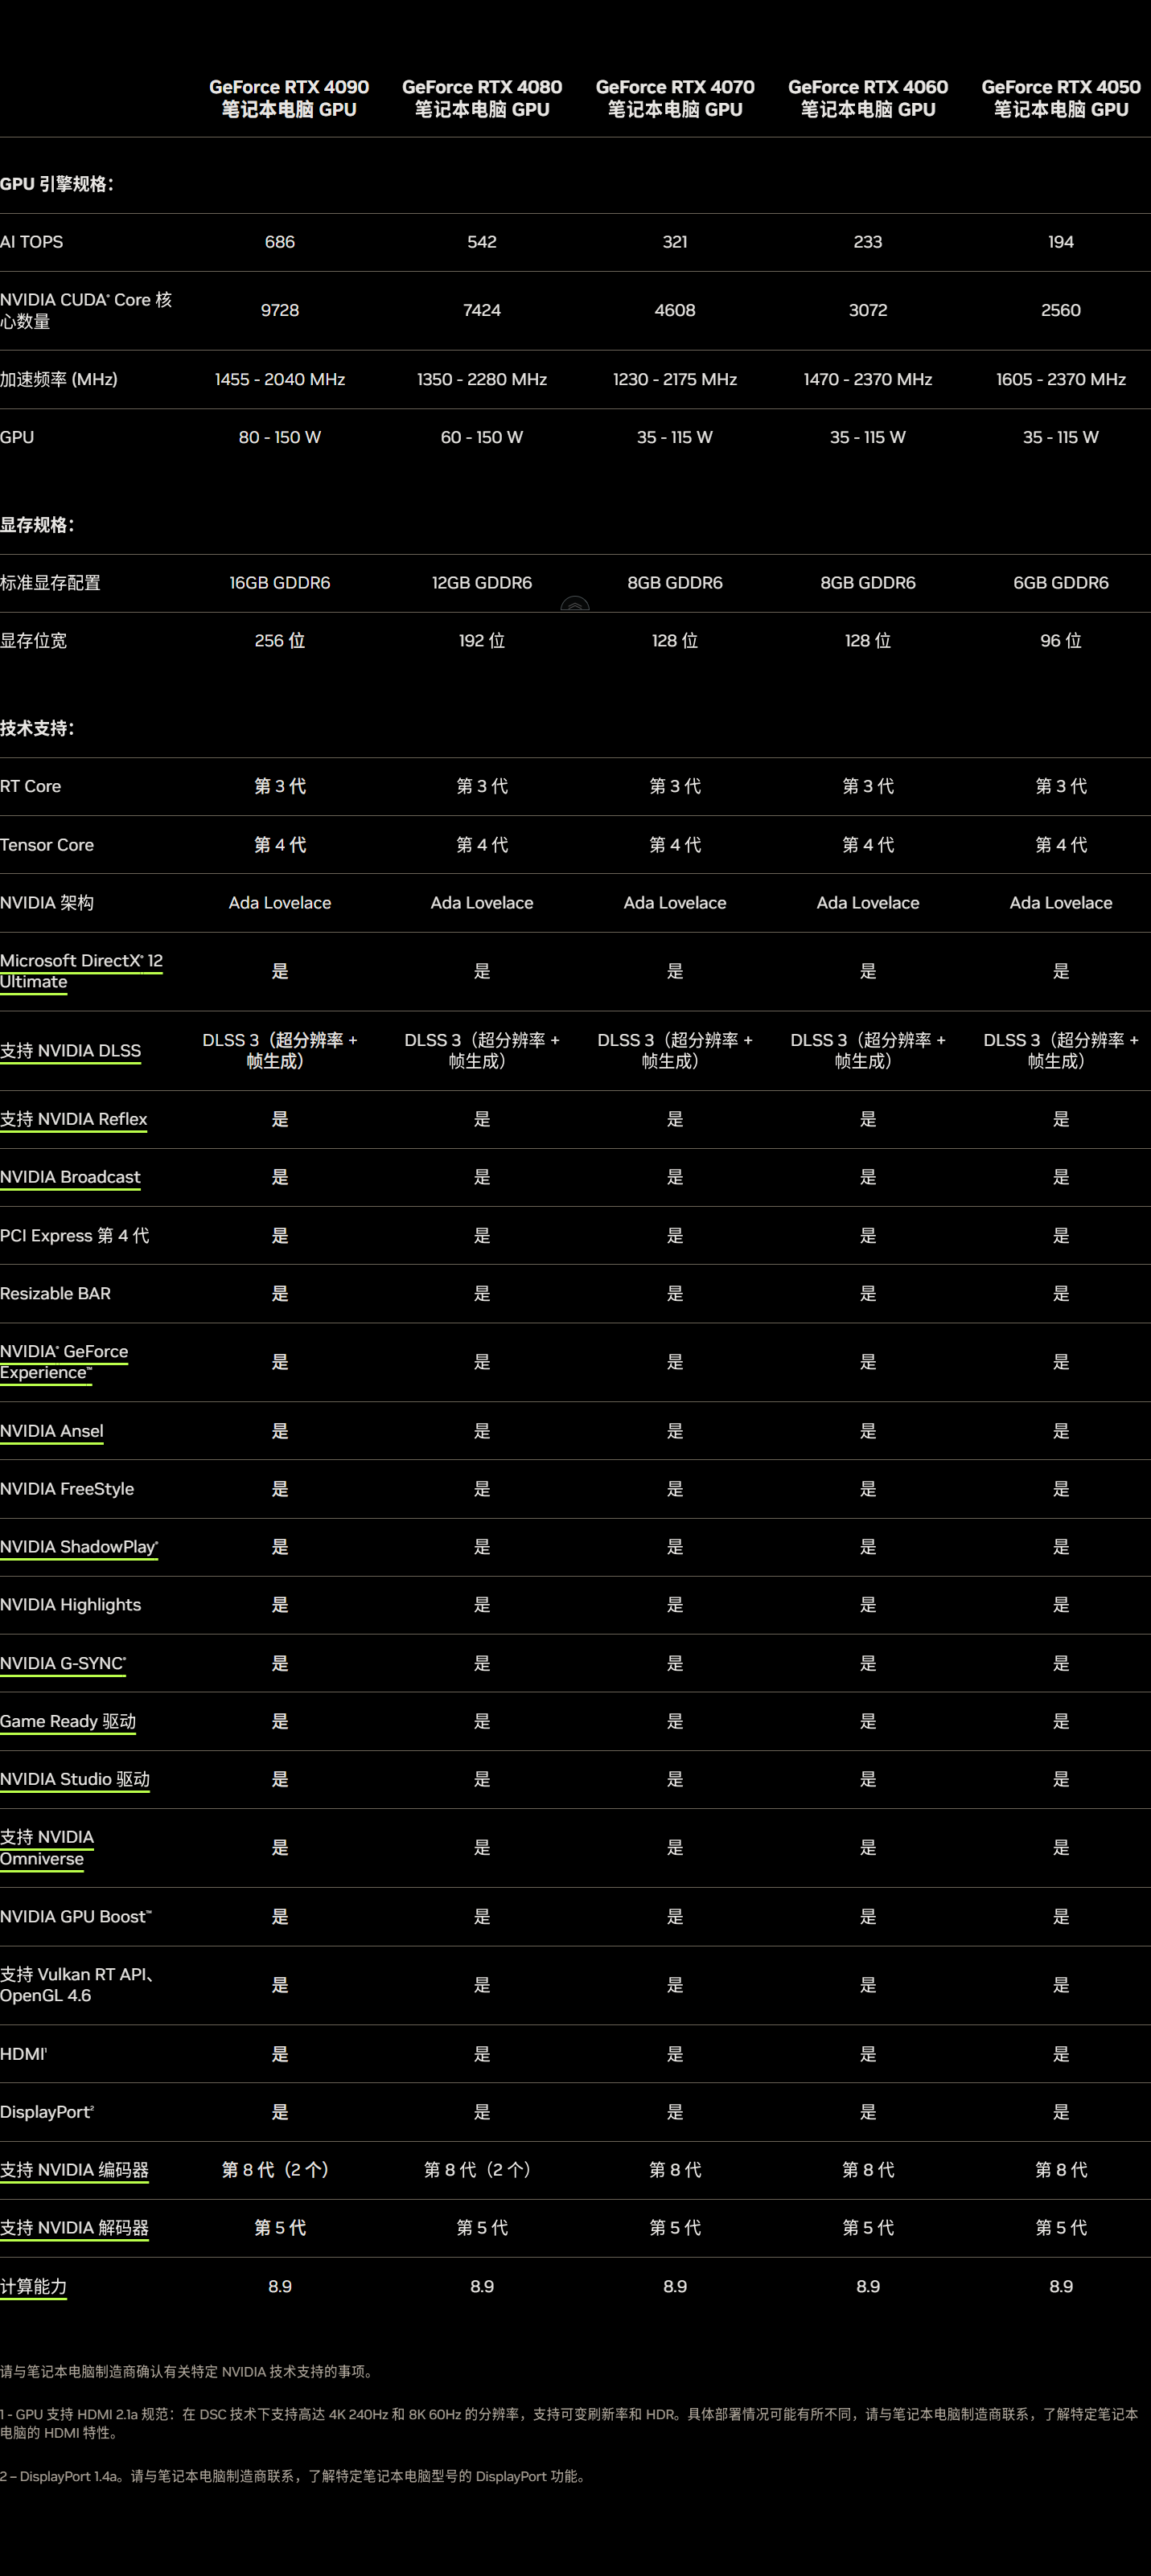 GeForce RTX 4090 GeForce RTX 4080 GeForce RTX 4070 GeForce RTX 4060 GeForce RTX 4050
笔记本电脑 GPU 笔记本电脑 GPU 笔记本电脑 GPU 笔记本电脑 GPU 笔记本电脑 GPU
GPU 引擎规格：
AI TOPS 686 542 321 233 194
NVIDIA CUDA® Core 核
心数量 9728 7424 4608 3072 2560
加速频率 (MHz) 1455 - 2040 MHz 1350 - 2280 MHz 1230 - 2175 MHz 1470 - 2370 MHz 1605 - 2370 MHz
GPU 80 - 150 W 60 - 150 W 35 - 115 W 35 - 115 W 35 - 115 W
显存规格：
标准显存配置 16GB GDDR6 12GB GDDR6 8GB GDDR6 8GB GDDR6 6GB GDDR6
显存位宽 256 位 192 位 128 位 128 位 96 位
技术支持：
RT Core 第 3 代 第 3 代 第 3 代 第 3 代 第 3 代
Tensor Core 第 4 代 第 4 代 第 4 代 第 4 代 第 4 代
NVIDIA 架构 Ada Lovelace Ada Lovelace Ada Lovelace Ada Lovelace Ada Lovelace
Microsoft DirectX® 12
Ultimate 是 是 是 是 是
支持 NVIDIA DLSS DLSS 3（超分辨率 + DLSS 3（超分辨率 + DLSS 3（超分辨率 + DLSS 3（超分辨率 + DLSS 3（超分辨率 +
帧生成） 帧生成） 帧生成） 帧生成） 帧生成）
支持 NVIDIA Reflex 是 是 是 是 是
NVIDIA Broadcast 是 是 是 是 是
PCI Express 第 4 代 是 是 是 是 是
Resizable BAR 是 是 是 是 是
NVIDIA® GeForce
Experience™ 是 是 是 是 是
NVIDIA Ansel 是 是 是 是 是
NVIDIA FreeStyle 是 是 是 是 是
NVIDIA ShadowPlay® 是 是 是 是 是
NVIDIA Highlights 是 是 是 是 是
NVIDIA G-SYNC® 是 是 是 是 是
Game Ready 驱动 是 是 是 是 是
NVIDIA Studio 驱动 是 是 是 是 是
支持 NVIDIA
Omniverse 是 是 是 是 是
NVIDIA GPU Boost™ 是 是 是 是 是
支持 Vulkan RT API、
OpenGL 4.6 是 是 是 是 是
HDMI¹ 是 是 是 是 是
DisplayPort² 是 是 是 是 是
支持 NVIDIA 编码器 第 8 代（2 个） 第 8 代（2 个） 第 8 代 第 8 代 第 8 代
支持 NVIDIA 解码器 第 5 代 第 5 代 第 5 代 第 5 代 第 5 代
计算能力 8.9 8.9 8.9 8.9 8.9
请与笔记本电脑制造商确认有关特定 NVIDIA 技术支持的事项。
1 - GPU 支持 HDMI 2.1a 规范：在 DSC 技术下支持高达 4K 240Hz 和 8K 60Hz 的分辨率，支持可变刷新率和 HDR。具体部署情况可能有所不同，请与笔记本电脑制造商联系，了解特定笔记本
电脑的 HDMI 特性。
2 – DisplayPort 1.4a。请与笔记本电脑制造商联系，了解特定笔记本电脑型号的 DisplayPort 功能。